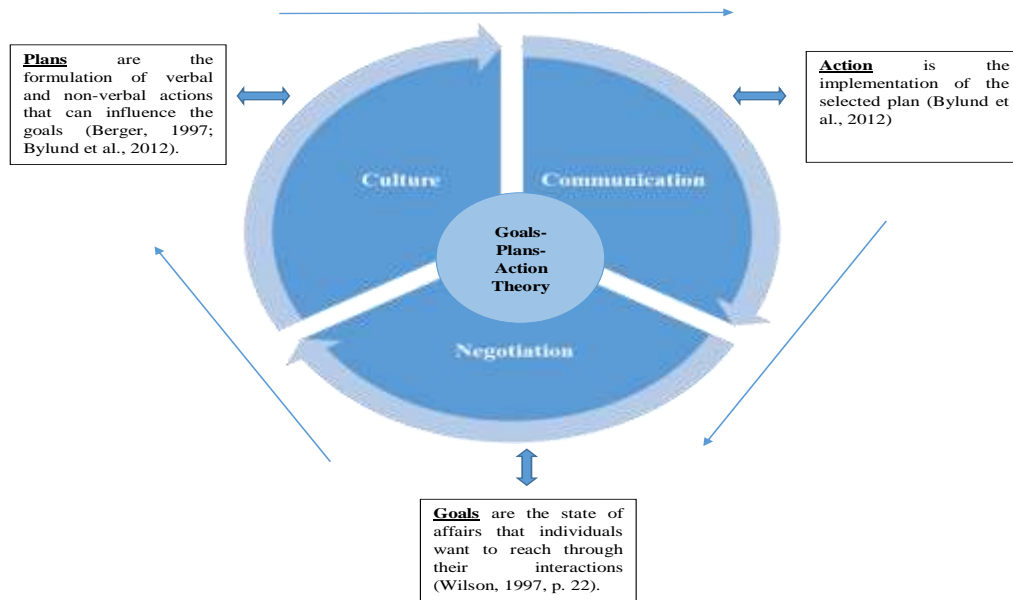 Plans are the
formulation of verbal
and non-verbal actions
that can influence the
goals (Berger, 1997;
Bylund et al., 2012).
Action is the
implementation of the
selected plan (Bylund et
al., 2012)
Culture
Communication
Goals-
Plans-
Action
Theory
Negotiation
Goals are the state of
affairs that individuals
want to reach through
their interactions
(Wilson, 1997, p. 22).